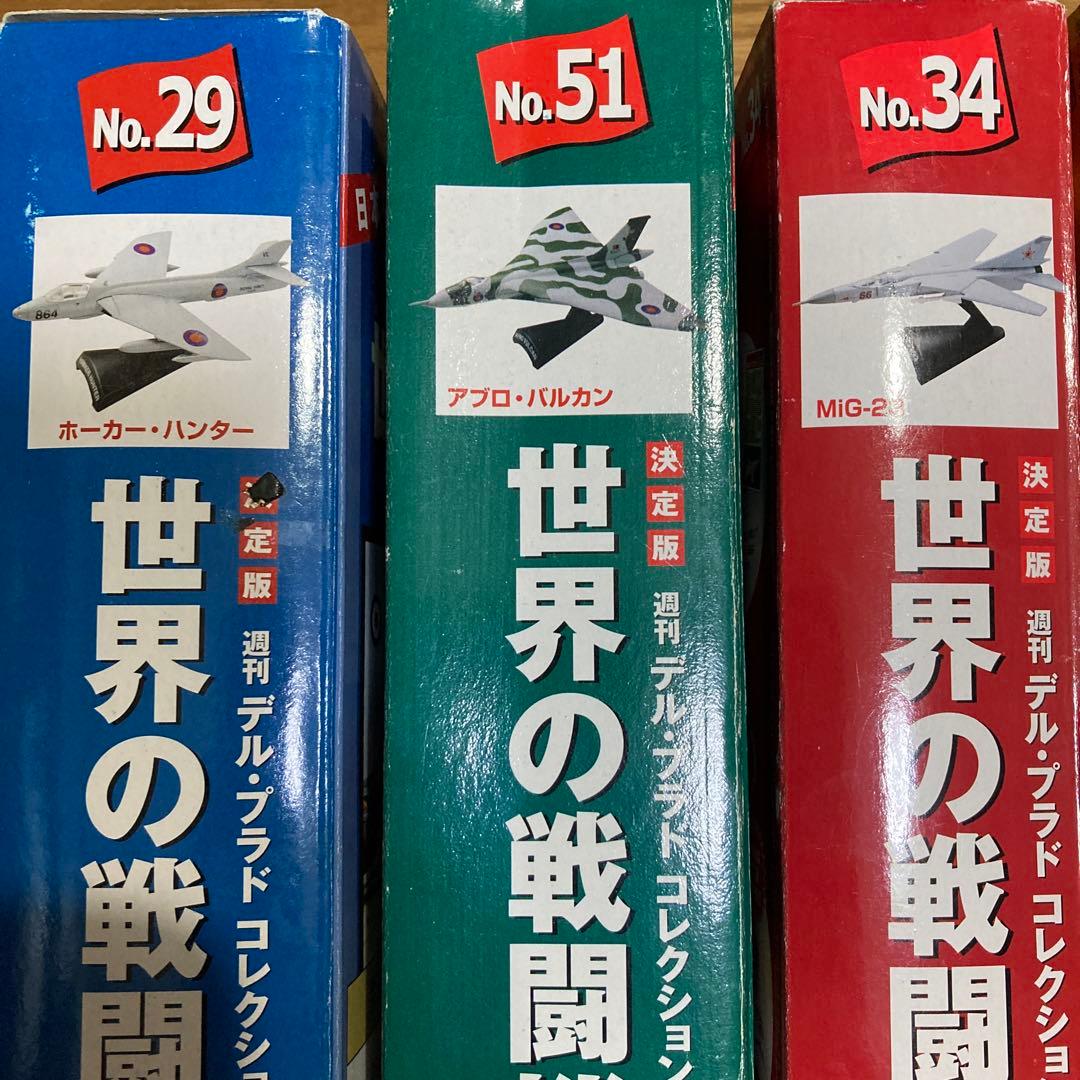 No.29
864
ホーカー・ハンター
定版
週刊 デル・プラド コレクショ
世界の戦闘
No.51
アブロ・バルカン
決定版
週刊 デル・プラド コレクション
世界の戦闘
No.34
66
MiG-2
決定版
週刊 デル・プラド コレクション
世界の戦闘